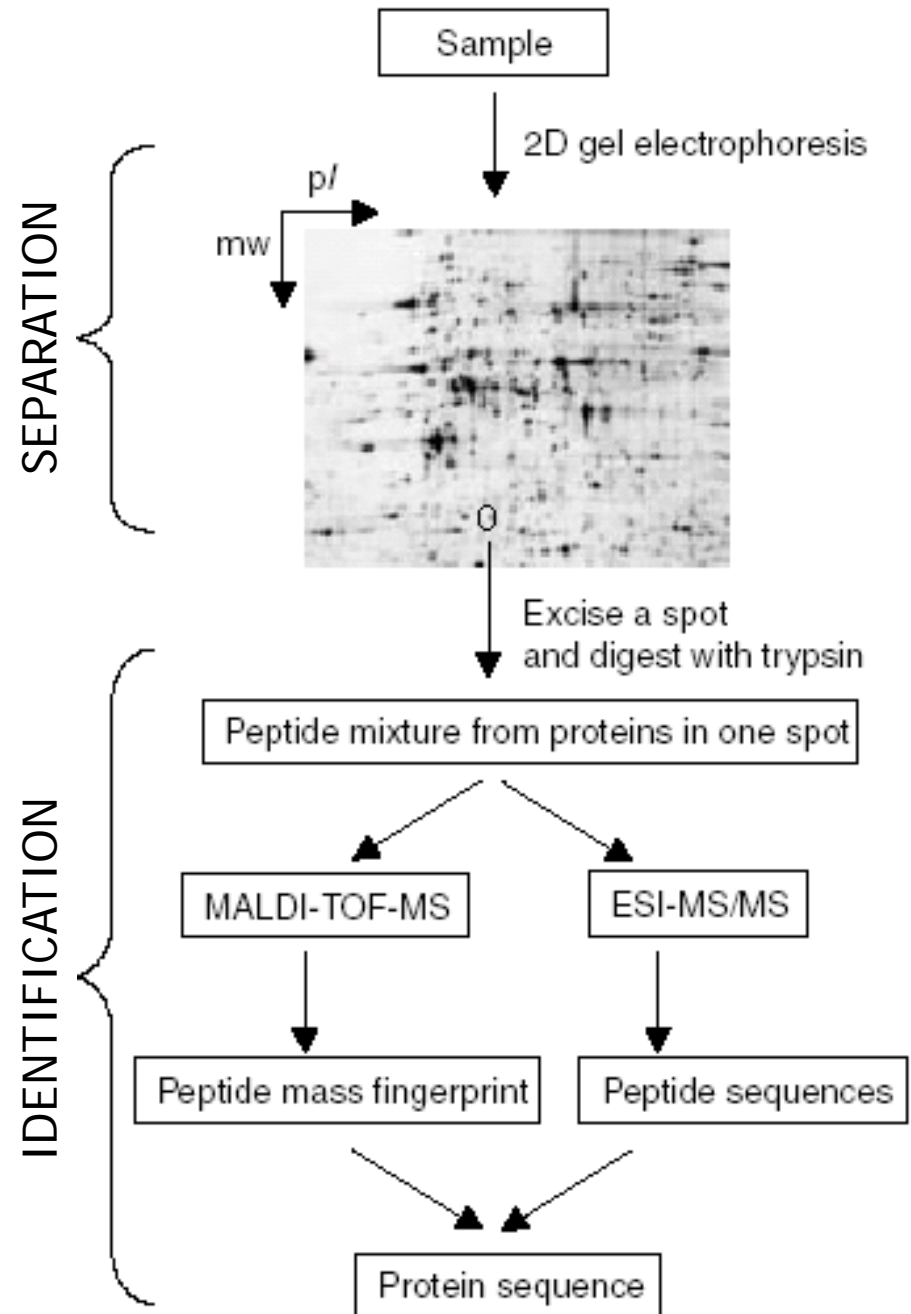 Sample
2D gel electrophoresis
pI
mw
SEPARATION
Excise a spot
and digest with trypsin
Peptide mixture from proteins in one spot
IDENTIFICATION
MALDI-TOF-MS
ESI-MS/MS
Peptide mass fingerprint
Peptide sequences
Protein sequence